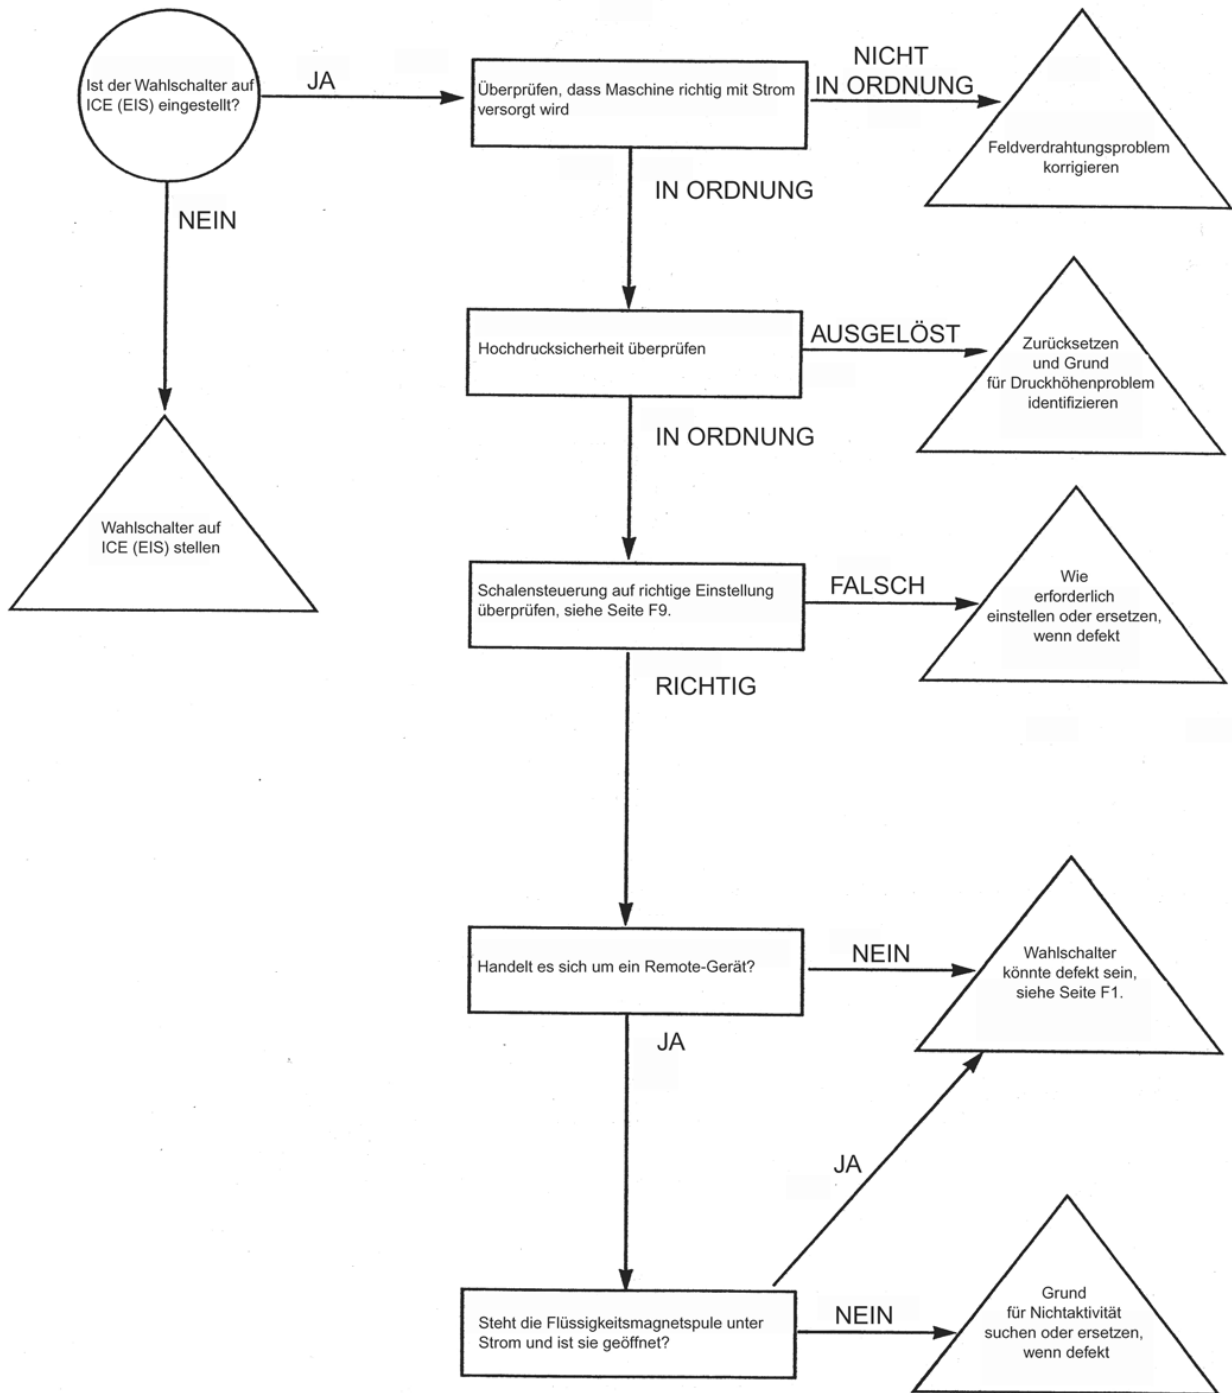 Ist der Wahlschalter auf
ICE (EIS) eingestellt?
JA
Überprüfen, dass Maschine richtig mit Strom
versorgt wird
NICHT
IN ORDNUNG
Feldverdrahtungsproblem
korrigieren
NEIN
IN ORDNUNG
Hochdrucksicherheit überprüfen
AUSGELÖST
Zurücksetzen
und Grund
für Druckhöhenproblem
identifizieren
IN ORDNUNG
Wahlschalter auf
ICE (EIS) stellen
Schalensteuerung auf richtige Einstellung
überprüfen, siehe Seite F9.
FALSCH
Wie
erforderlich
einstellen oder ersetzen,
wenn defekt
RICHTIG
Handelt es sich um ein Remote-Gerät?
NEIN
Wahlschalter
könnte defekt sein,
siehe Seite F1.
JA
JA
Steht die Flüssigkeitsmagnetspule unter
Strom und ist sie geöffnet?
NEIN
Grund
für Nichtaktivität
suchen oder ersetzen,
wenn defekt